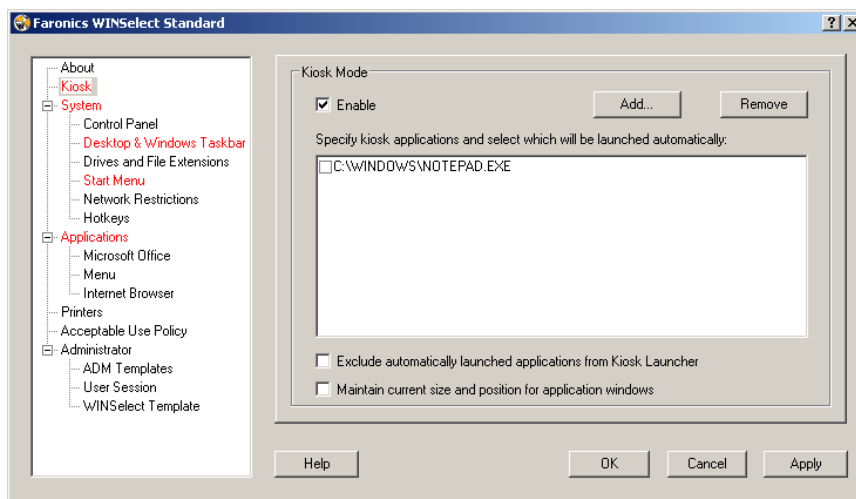 Faronics WINSelect Standard
About
Kiosk
System
Control Panel
Desktop & Windows Taskbar
Drives and File Extensions
Start Menu
Network Restrictions
Hotkeys
Applications
Microsoft Office
Menu
Internet Browser
Printers
Acceptable Use Policy
Administrator
ADM Templates
User Session
WINSelect Template
Kiosk Mode
Enable
Add...
Remove
Specify kiosk applications and select which will be launched automatically:
C:\WINDOWS\NOTEPAD.EXE
Exclude automatically launched applications from Kiosk Launcher
Maintain current size and position for application windows
Help
OK
Cancel
Apply